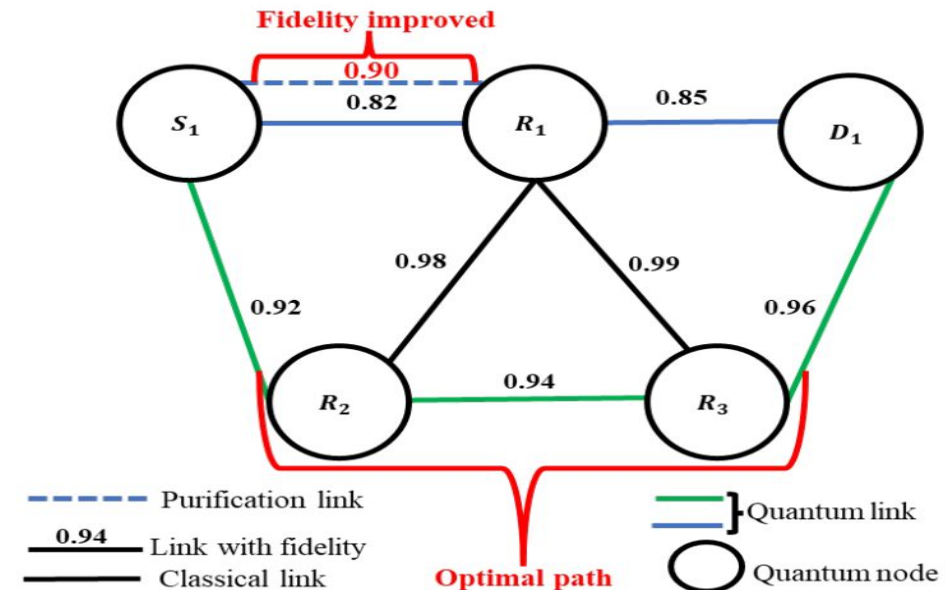 Fidelity improved
0.90
0.82
0.85
S₁
R₁
D₁
0.98
0.99
0.92
0.96
0.94
R₂
R₃
Purification link
0.94
Link with fidelity
Classical link
Optimal path
Quantum link
Quantum node